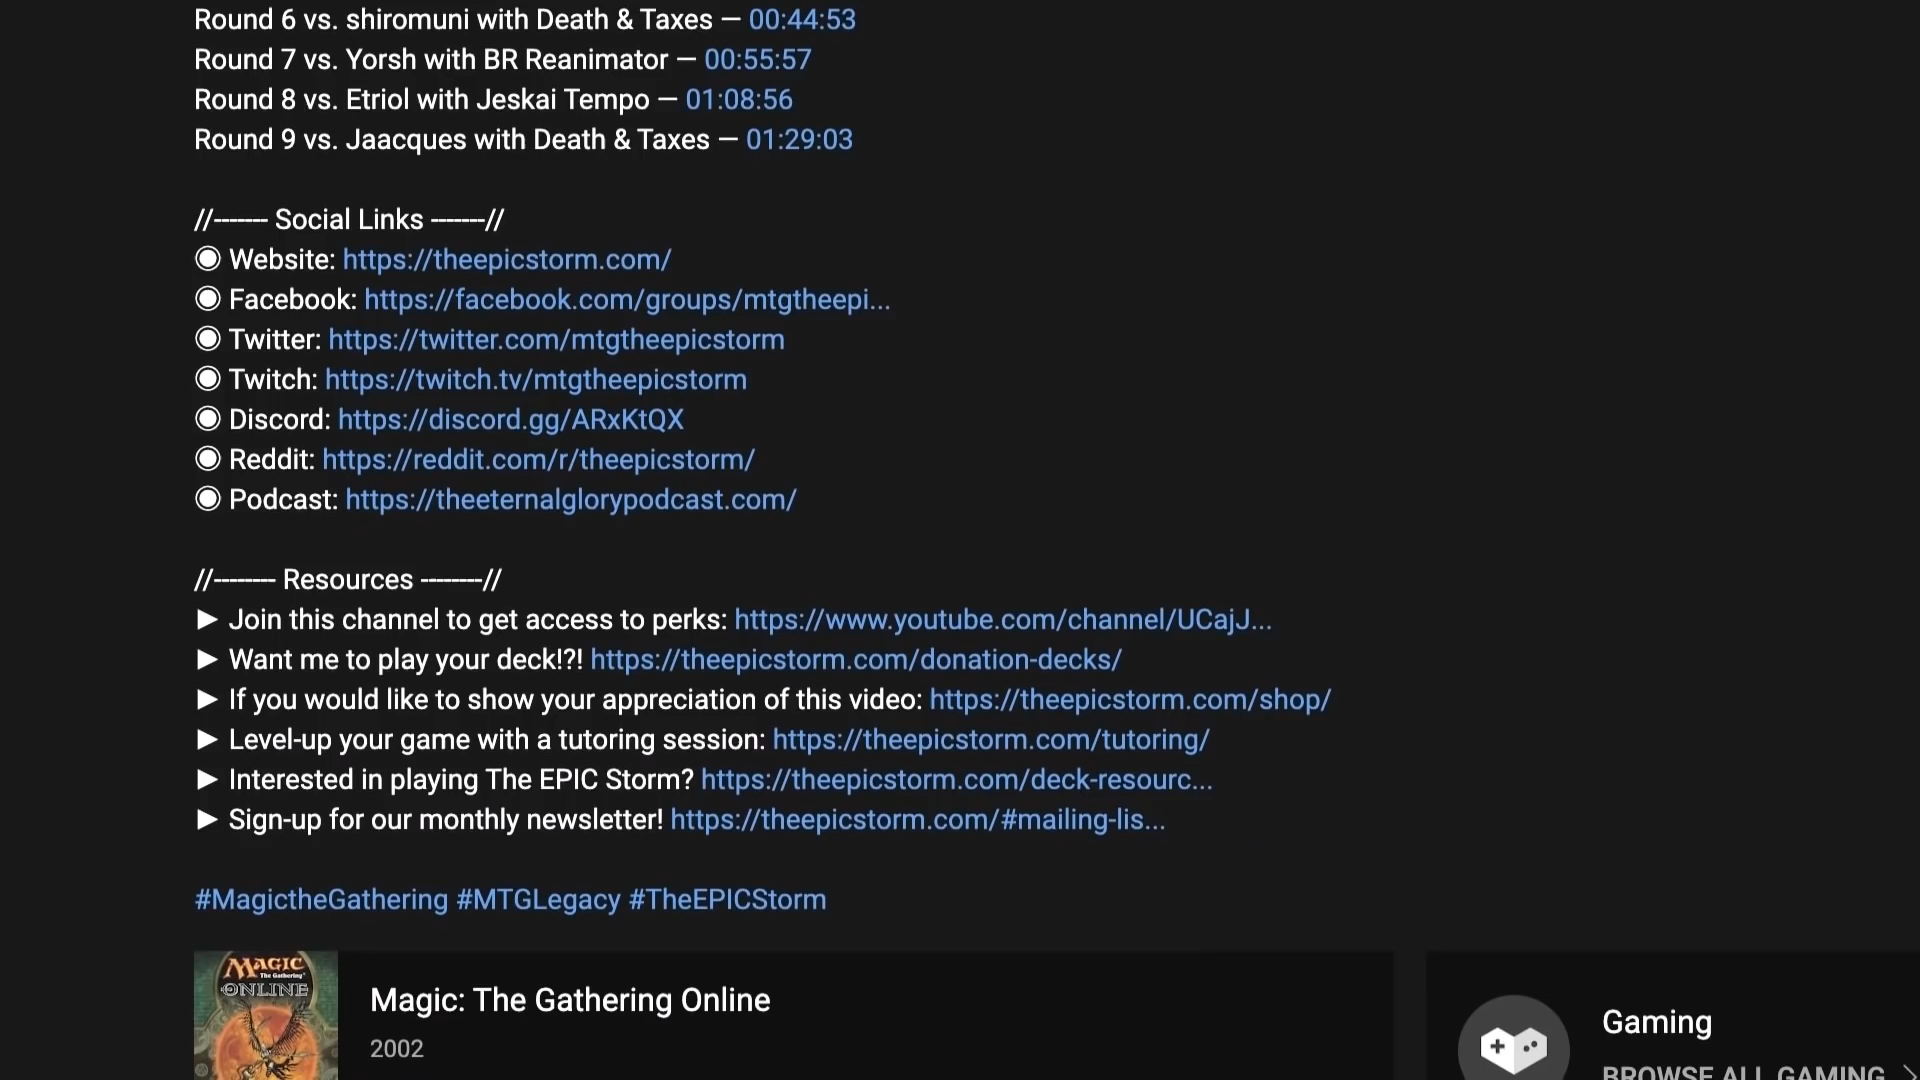 Round 6 vs. shiromuni with Death & Taxes — 00:44:53
Round 7 vs. Yorsh with BR Reanimator — 00:55:57
Round 8 vs. Etriol with Jeskai Tempo — 01:08:56
Round 9 vs. Jaacques with Death & Taxes — 01:29:03
//------- Social Links -------//
◉ Website: https://theepicstorm.com/
◉ Facebook: https://facebook.com/groups/mtgtheepi...
◉ Twitter: https://twitter.com/mtgtheepicstorm
◉ Twitch: https://twitch.tv/mtgtheepicstorm
◉ Discord: https://discord.gg/ARxKtQX
◉ Reddit: https://reddit.com/r/theepicstorm/
◉ Podcast: https://theeternalglorypodcast.com/
//-------- Resources --------//
► Join this channel to get access to perks: https://www.youtube.com/channel/UCajJ...
► Want me to play your deck!?! https://theepicstorm.com/donation-decks/
► If you would like to show your appreciation of this video: https://theepicstorm.com/shop/
► Level-up your game with a tutoring session: https://theepicstorm.com/tutoring/
► Interested in playing The EPIC Storm? https://theepicstorm.com/deck-resourc...
► Sign-up for our monthly newsletter! https://theepicstorm.com/#mailing-lis...
#MagictheGathering #MTGLegacy #TheEPICStorm
MAGIC
The Gathering
ONLINE
Magic: The Gathering Online
2002
Gaming
BROWSE ALL GAMING